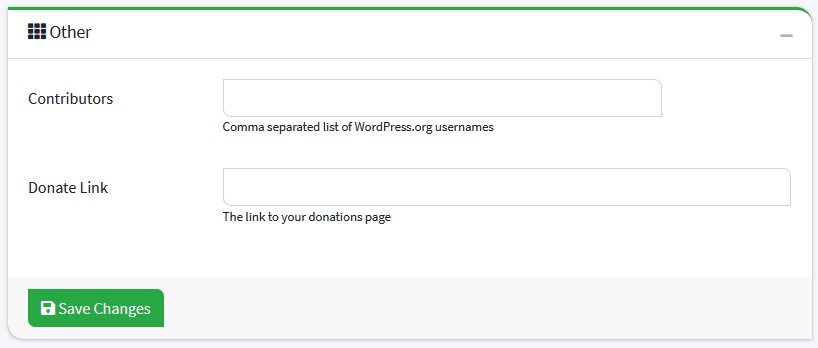 Other
Contributors
Comma separated list of WordPress.org usernames
Donate Link
The link to your donations page
Save Changes